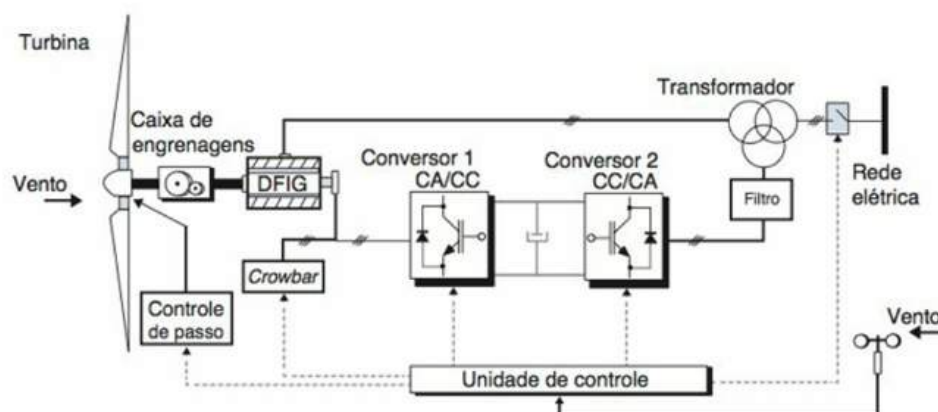 Turbina
Caixa de
engrenagens
Vento
DFIG
Conversor 1
CA/CC
Conversor 2
CC/CA
Transformador
Filtro
Rede
elétrica
Crowbar
Controle
de passo
Unidade de controle
Vento